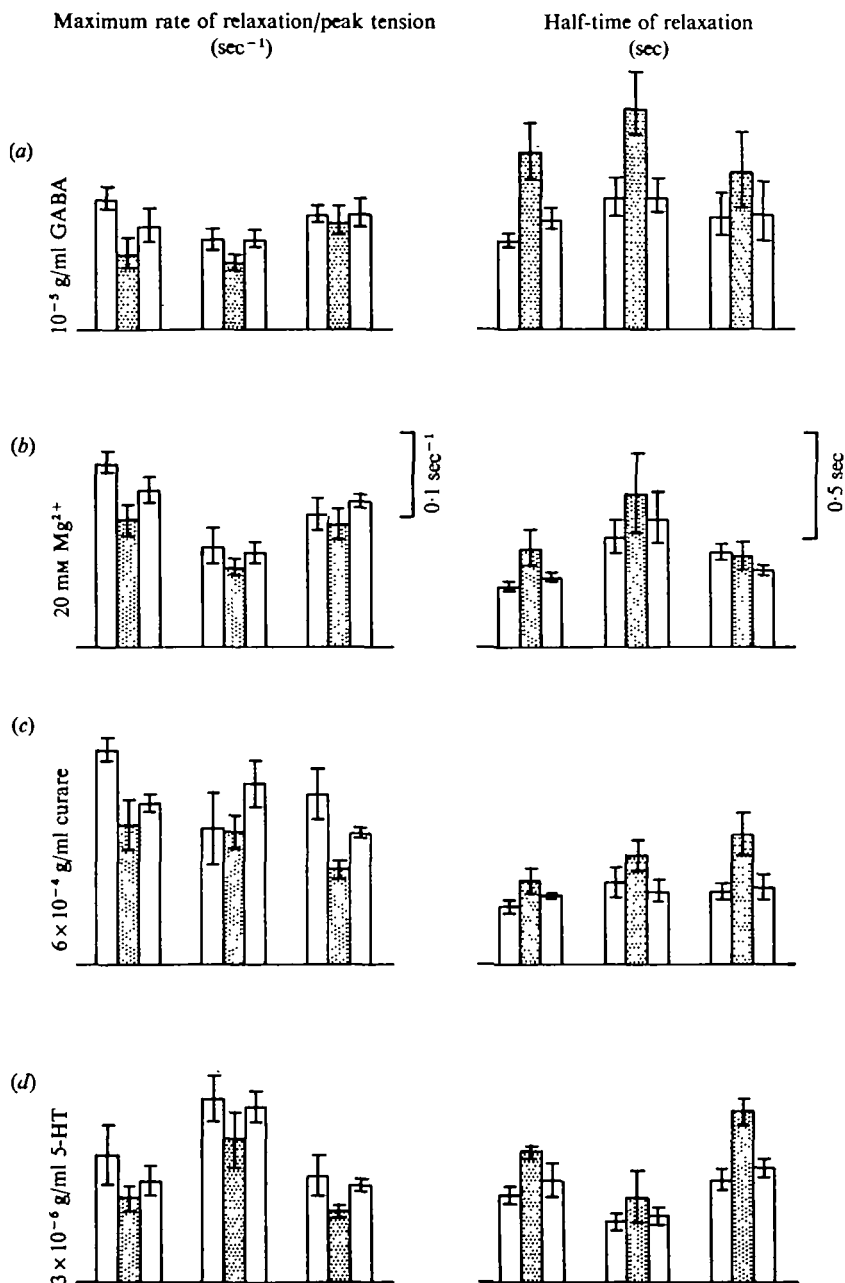 Maximum rate of relaxation/peak tension
(sec⁻¹)
Half-time of relaxation
(sec)
(a)
10⁻⁵ g/ml GABA
(b)
20 mM Mg²⁺
0·1 sec⁻¹
0·5 sec
(c)
6 × 10⁻⁴ g/ml curare
(d)
3 × 10⁻⁶ g/ml 5-HT